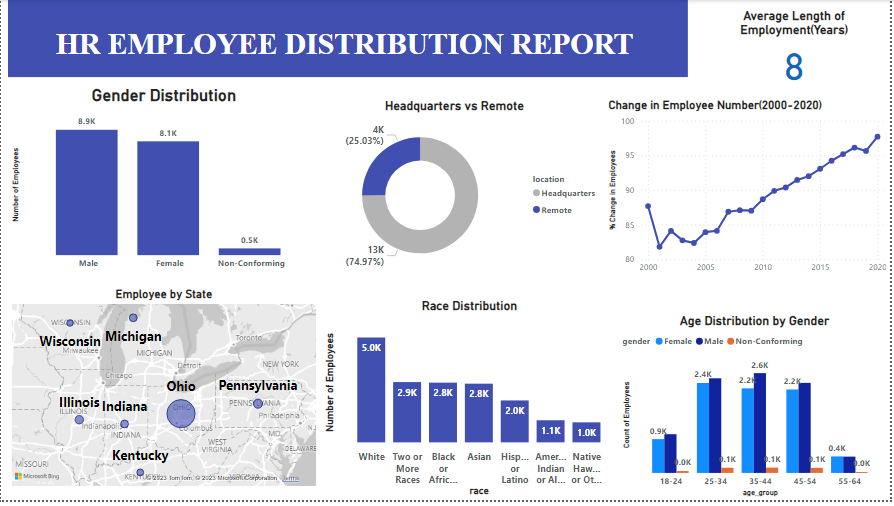 HR EMPLOYEE DISTRIBUTION REPORT
Average Length of
Employment(Years)
8
Gender Distribution
Number of Employees
8.9K
8.1K
0.5K
Male
Female
Non-Conforming
Headquarters vs Remote
4K
(25.03%)
13K
(74.97%)
location
Headquarters
Remote
Change in Employee Number(2000-2020)
% Change in Employees
100
95
90
85
80
2000
2005
2010
2015
2020
Employee by State
WISCONSIN
Wisconsin
Milwaukee
Michigan
MICHIGAN
Toronto
Detroit
NEW YORK
Chicago
Ohio
OHIO
Pennsylvania
PENNSYLVANIA
Philadelphia
Illinois
ILLINOIS
Indiana
Indianapolis
INDIANA
Columbus
MD
N.J.
WEST
VIRGINIA
DELAWARE
Kentucky
MISSOURI
Microsoft Bing
© 2023 TomTom, © 2023 Microsoft Corporation Terms
Race Distribution
Number of Employees
5.0K
2.9K
2.8K
2.8K
2.0K
1.1K
1.0K
White
Two or
More
Races
Black
or
Afric...
Asian
Hisp...
or
Latino
Amer...
Indian
or Al...
Native
Haw...
or Ot...
race
Age Distribution by Gender
gender
Female
Male
Non-Conforming
Count of Employees
0.9K
0.0K
2.4K
0.1K
2.2K
2.6K
0.1K
2.2K
0.1K
0.4K
0.0K
18-24
25-34
35-44
45-54
55-64
age_group